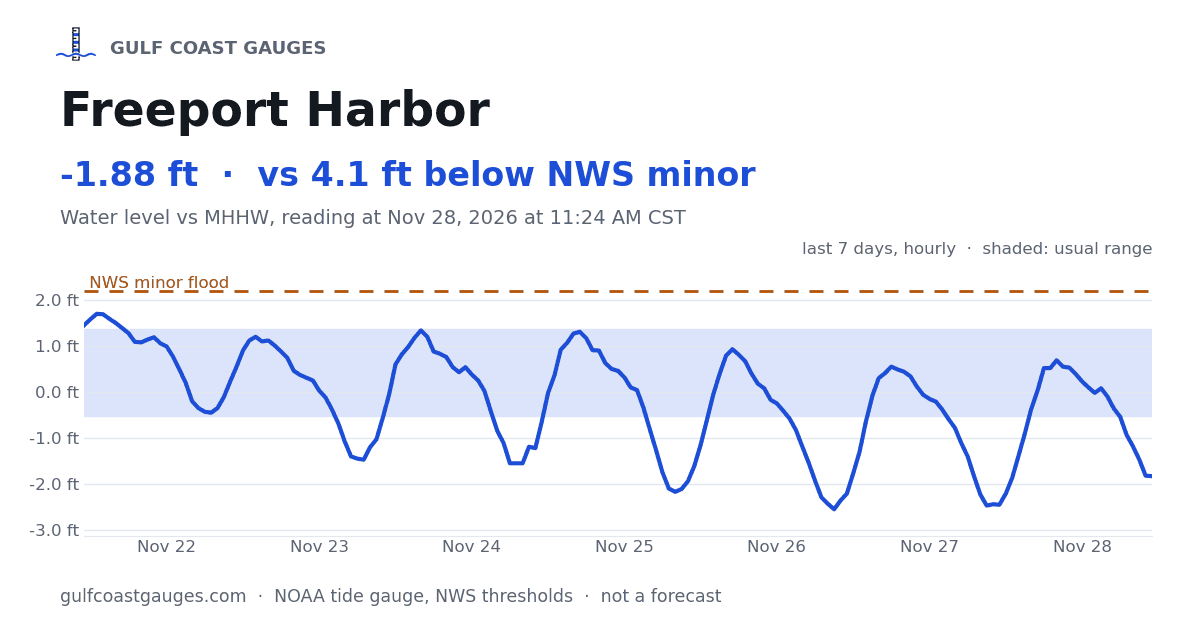 GULF COAST GAUGES
Freeport Harbor
-1.88 ft · vs 4.1 ft below NWS minor
Water level vs MHHW, reading at Nov 28, 2026 at 11:24 AM CST
last 7 days, hourly · shaded: usual range
NWS minor flood
2.0 ft
1.0 ft
0.0 ft
-1.0 ft
-2.0 ft
-3.0 ft
Nov 22 Nov 23 Nov 24 Nov 25 Nov 26 Nov 27 Nov 28
gulfcoastgauges.com · NOAA tide gauge, NWS thresholds · not a forecast